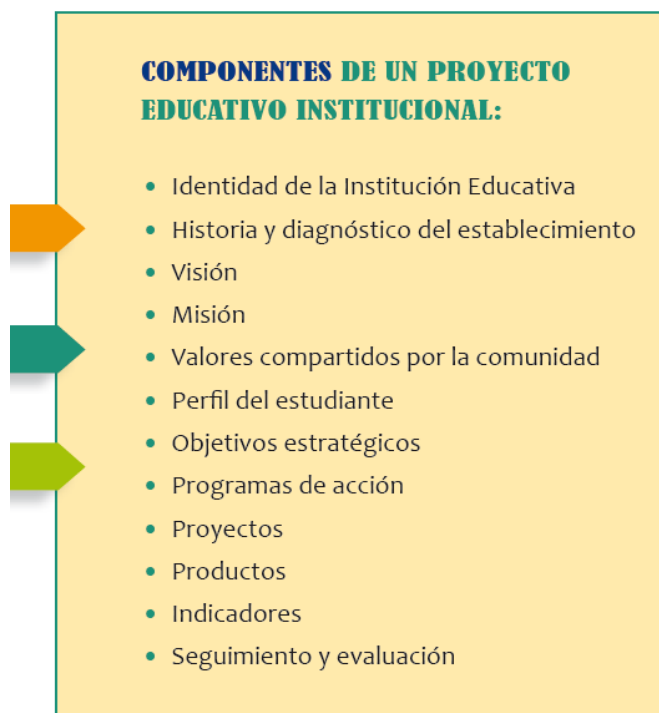 COMPONENTES DE UN PROYECTO
EDUCATIVO INSTITUCIONAL:
• Identidad de la Institución Educativa
• Historia y diagnóstico del establecimiento
• Visión
• Misión
• Valores compartidos por la comunidad
• Perfil del estudiante
• Objetivos estratégicos
• Programas de acción
• Proyectos
• Productos
• Indicadores
• Seguimiento y evaluación